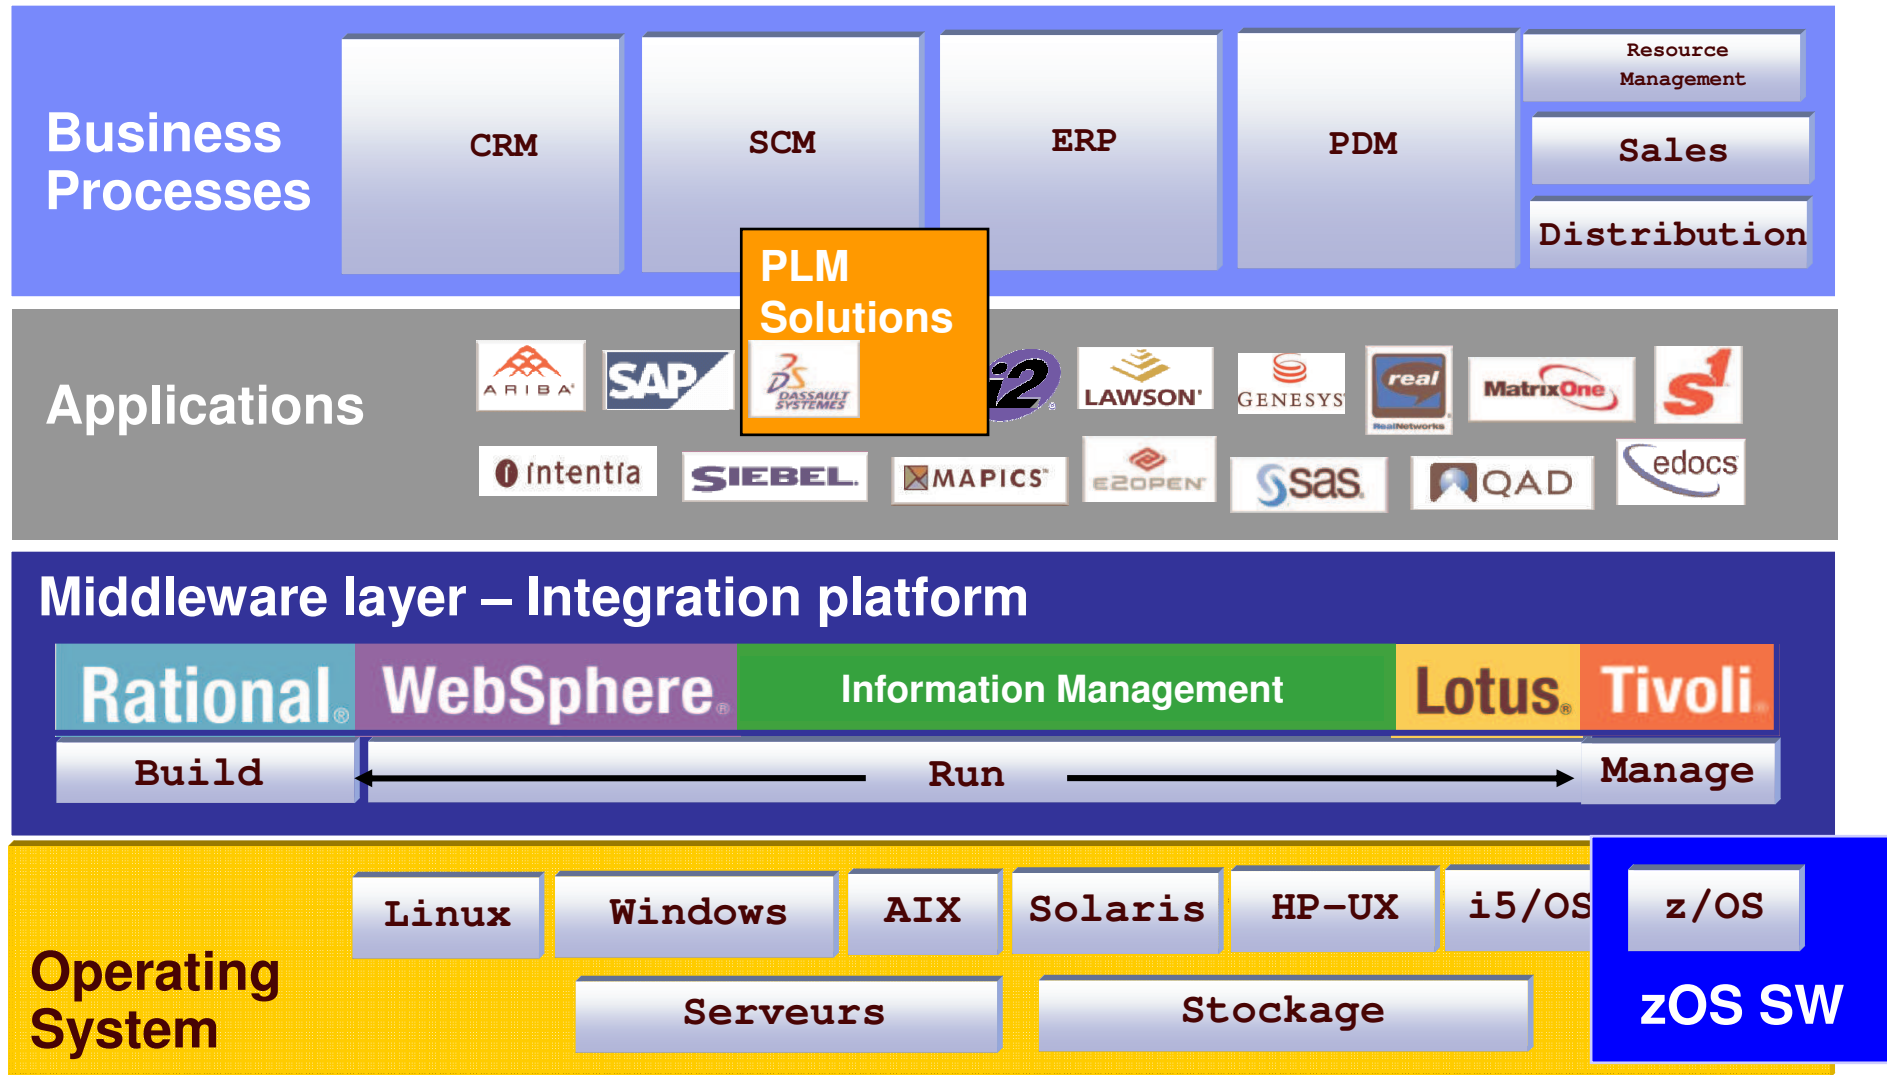 Business
Processes
CRM
SCM
ERP
PDM
Resource
Management
Sales
Distribution
PLM
Solutions
Applications
ARIBA
SAP
DASSAULT
SYSTEMES
i2
LAWSON
GENESYS
real
RealNetworks
MatrixOne
S1
intentia
SIEBEL.
MAPICS™
E2OPEN
sas.
QAD
edocs
Middleware layer – Integration platform
Rational®
WebSphere®
Information Management
Lotus®
Tivoli®
Build
Run
Manage
Operating
System
Linux
Windows
AIX
Solaris
HP-UX
i5/OS
z/OS
Serveurs
Stockage
zOS SW